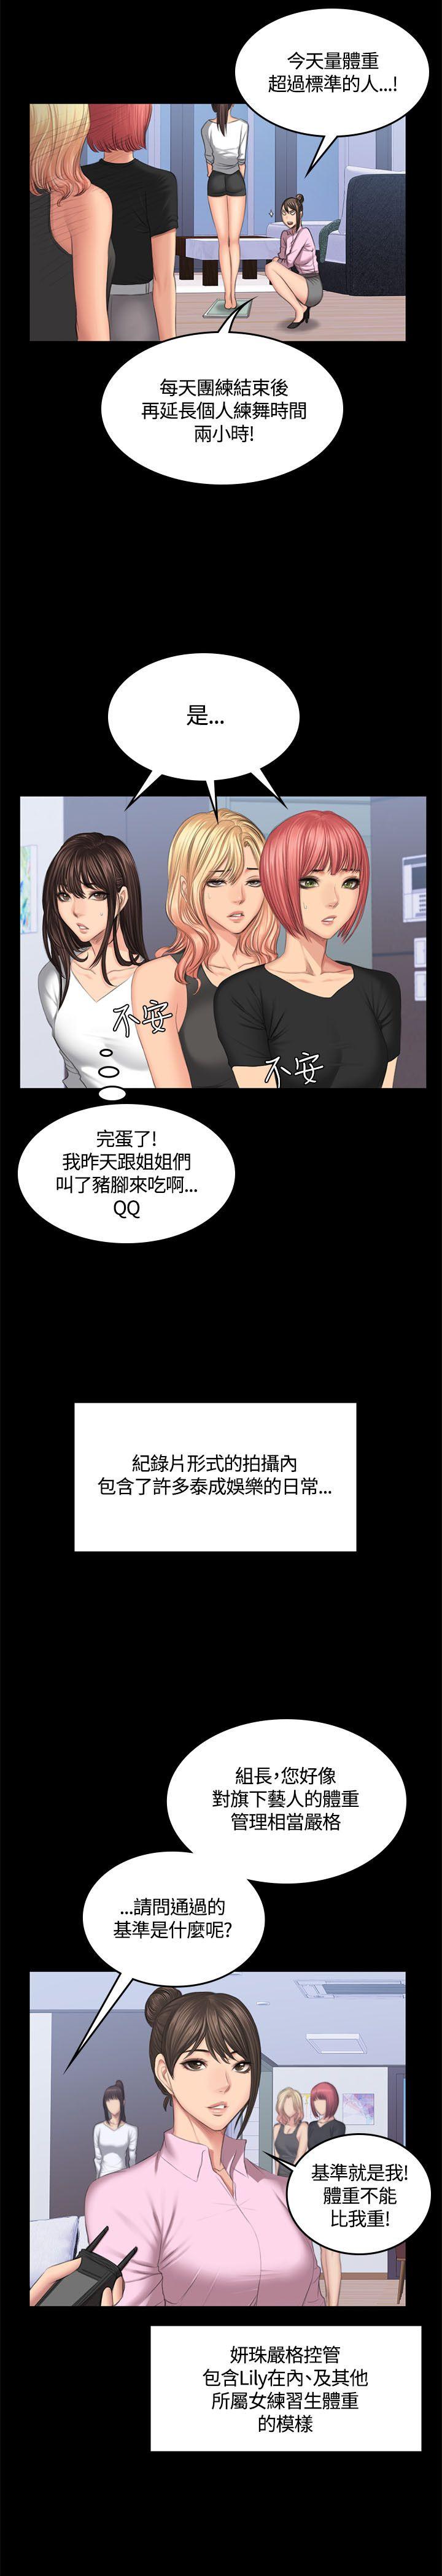 今天量體重
超過標準的人...!
每天團練結束後
再延長個人練舞時間
兩小時!
是...
不安
不安
完蛋了!
我昨天跟姐姐們
叫了豬腳來吃啊...
QQ
紀錄片形式的拍攝內
包含了許多泰成娛樂的日常...
組長,您好像
對旗下藝人的體重
管理相當嚴格
...請問通過的
基準是什麼呢?
基準就是我!
體重不能
比我重!
妍珠嚴格控管
包含Lily在內、及其他
所屬女練習生體重
的模樣